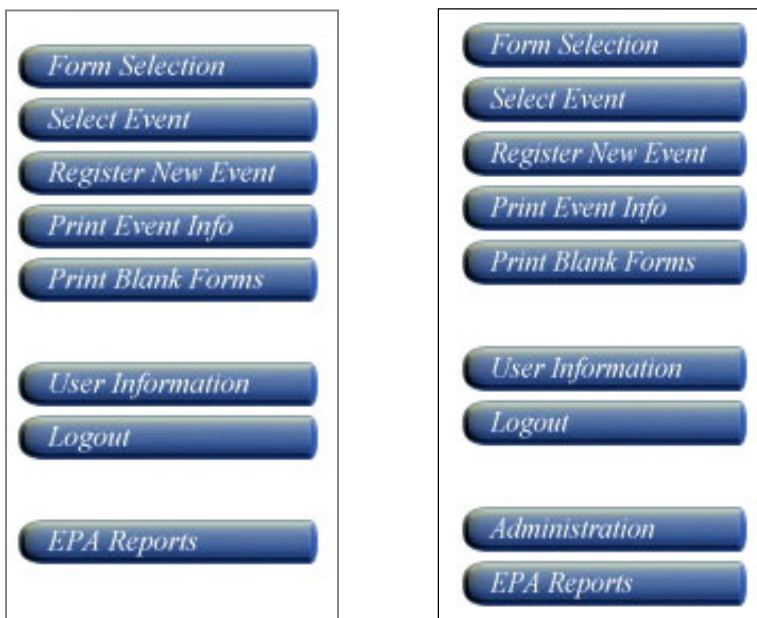 Form Selection
Select Event
Register New Event
Print Event Info
Print Blank Forms
User Information
Logout
EPA Reports
Form Selection
Select Event
Register New Event
Print Event Info
Print Blank Forms
User Information
Logout
Administration
EPA Reports